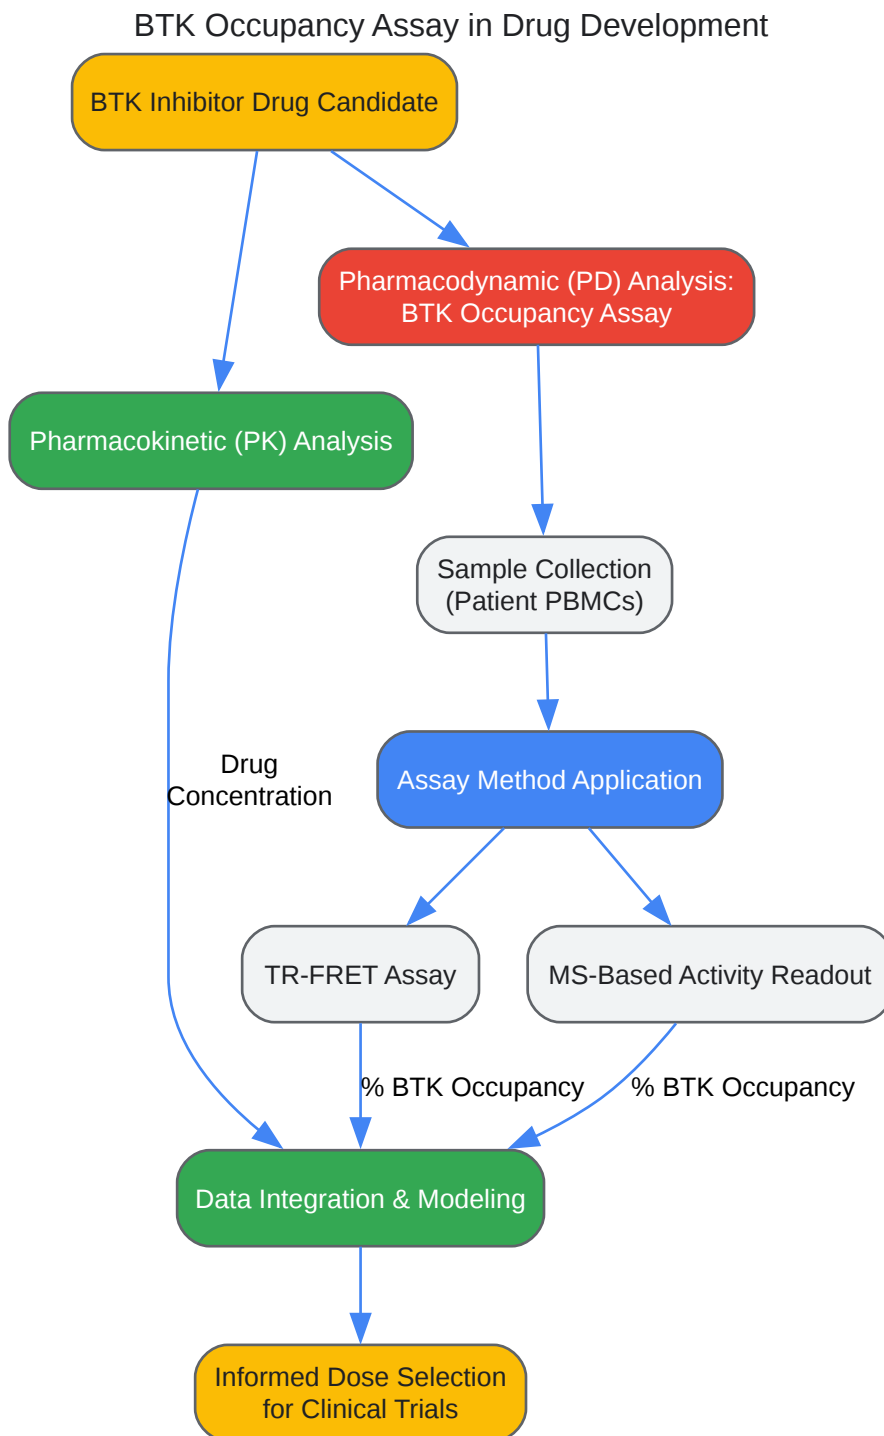 BTK Occupancy Assay in Drug Development
BTK Inhibitor Drug Candidate
Pharmacodynamic (PD) Analysis:
BTK Occupancy Assay
Pharmacokinetic (PK) Analysis
Sample Collection
(Patient PBMCs)
Drug
Concentration
Assay Method Application
TR-FRET Assay
MS-Based Activity Readout
% BTK Occupancy
% BTK Occupancy
Data Integration & Modeling
Informed Dose Selection
for Clinical Trials